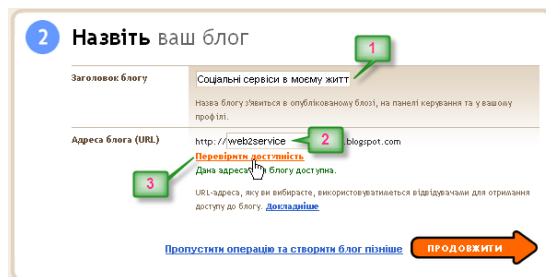 2 Назвіть ваш блог
1
Заголовок блогу Соціальні сервіси в моєму житт
Назва блогу з'явиться в опублікованому блозі, на панелі керування та у вашому
профілі.
Адреса блога (URL) http:// web2service 2 .blogspot.com
Перевірити доступність
3 Дана адреса блогу доступна.
URL-адреса, яку ви вибираєте, використовуватиметься відвідувачами для отримання
доступу до блогу. Докладніше
Пропустити операцію та створити блог пізніше ПРОДОВЖИТИ